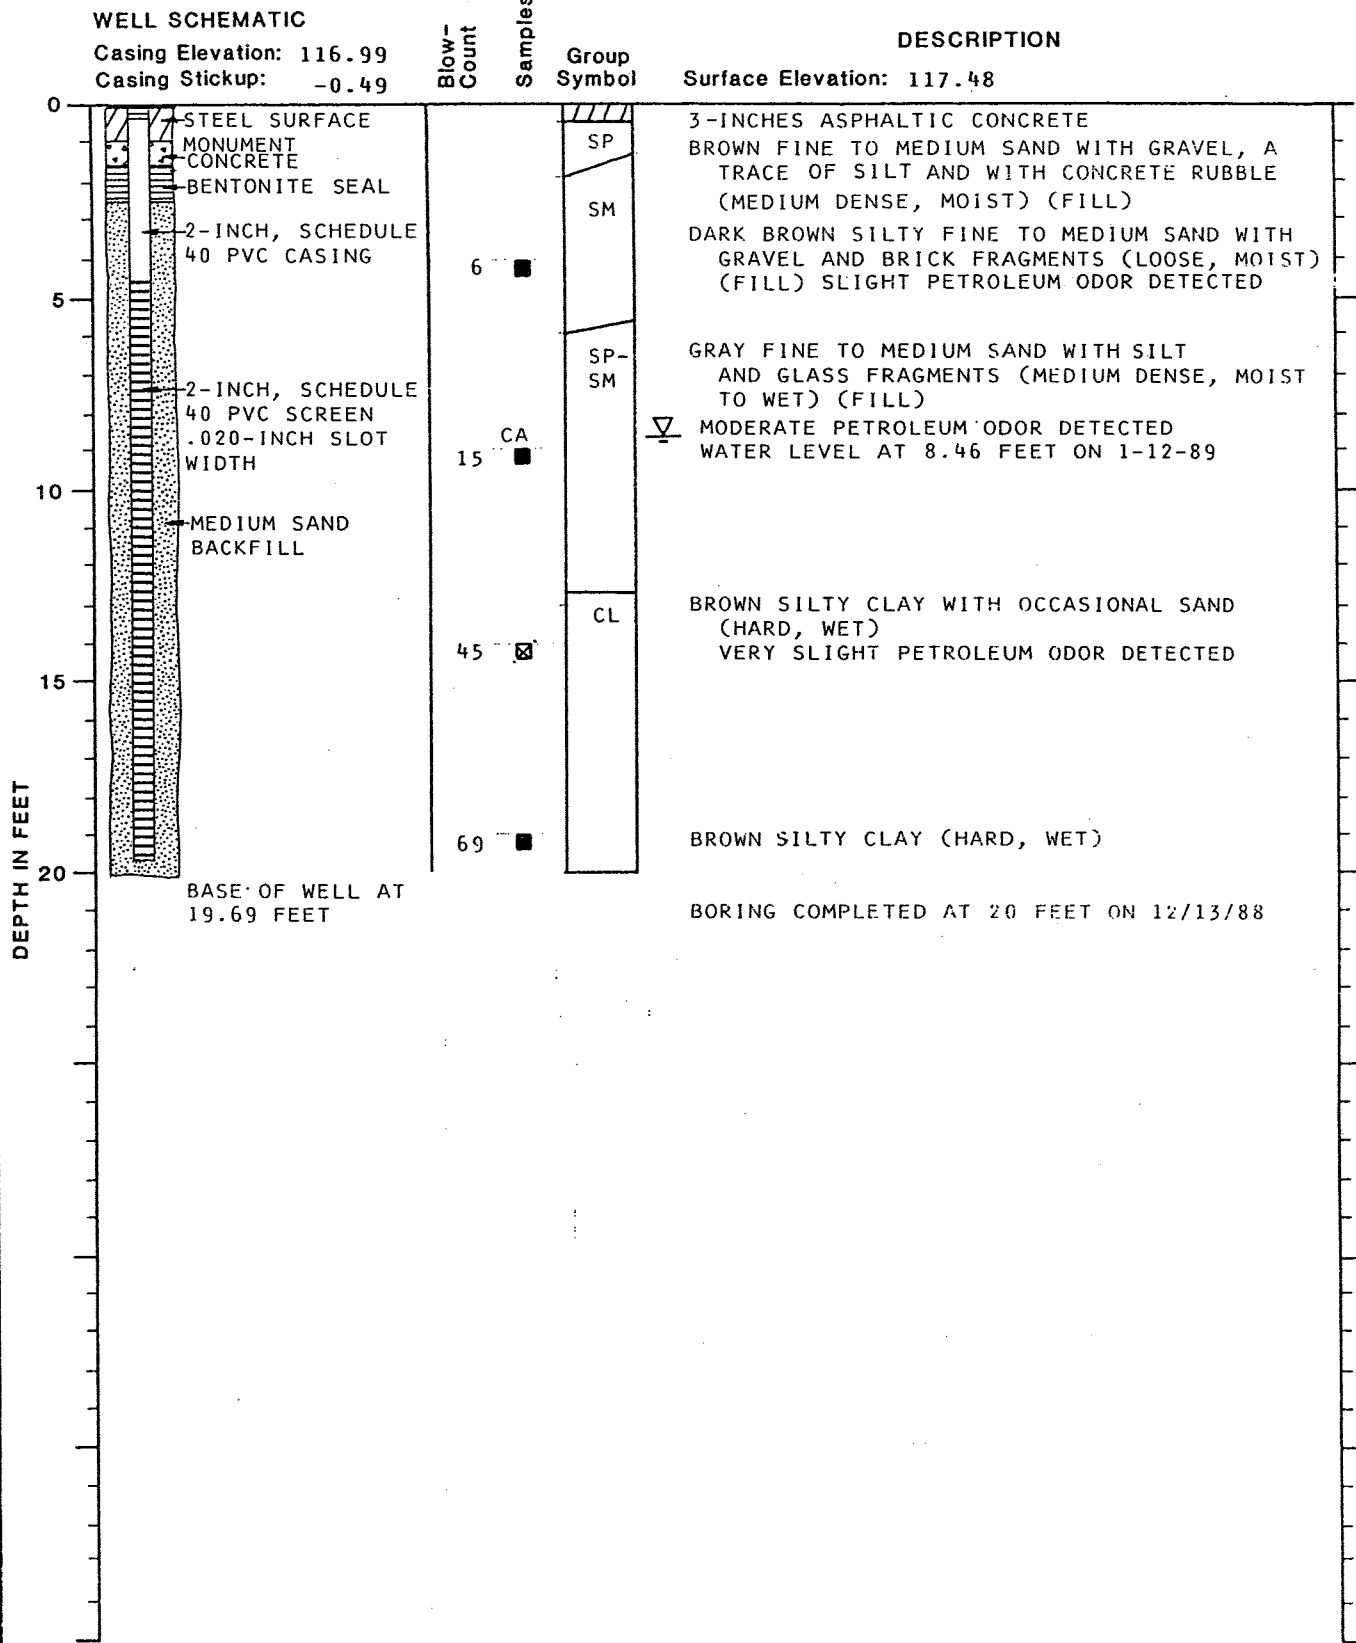 WELL SCHEMATIC
Casing Elevation: 116.99
Casing Stickup: -0.49
Blow-
Count
Samples
Group
Symbol
DESCRIPTION
Surface Elevation: 117.48
0
STEEL SURFACE
MONUMENT
CONCRETE
BENTONITE SEAL
2-INCH, SCHEDULE
40 PVC CASING
5
2-INCH, SCHEDULE
40 PVC SCREEN
.020-INCH SLOT
WIDTH
10
MEDIUM SAND
BACKFILL
15
20
BASE OF WELL AT
19.69 FEET
DEPTH IN FEET
6
CA
15
45
69
SP
SM
SP-
SM
CL
3-INCHES ASPHALTIC CONCRETE
BROWN FINE TO MEDIUM SAND WITH GRAVEL, A
TRACE OF SILT AND WITH CONCRETE RUBBLE
(MEDIUM DENSE, MOIST) (FILL)
DARK BROWN SILTY FINE TO MEDIUM SAND WITH
GRAVEL AND BRICK FRAGMENTS (LOOSE, MOIST)
(FILL) SLIGHT PETROLEUM ODOR DETECTED
GRAY FINE TO MEDIUM SAND WITH SILT
AND GLASS FRAGMENTS (MEDIUM DENSE, MOIST
TO WET) (FILL)
MODERATE PETROLEUM ODOR DETECTED
WATER LEVEL AT 8.46 FEET ON 1-12-89
BROWN SILTY CLAY WITH OCCASIONAL SAND
(HARD, WET)
VERY SLIGHT PETROLEUM ODOR DETECTED
BROWN SILTY CLAY (HARD, WET)
BORING COMPLETED AT 20 FEET ON 12/13/88